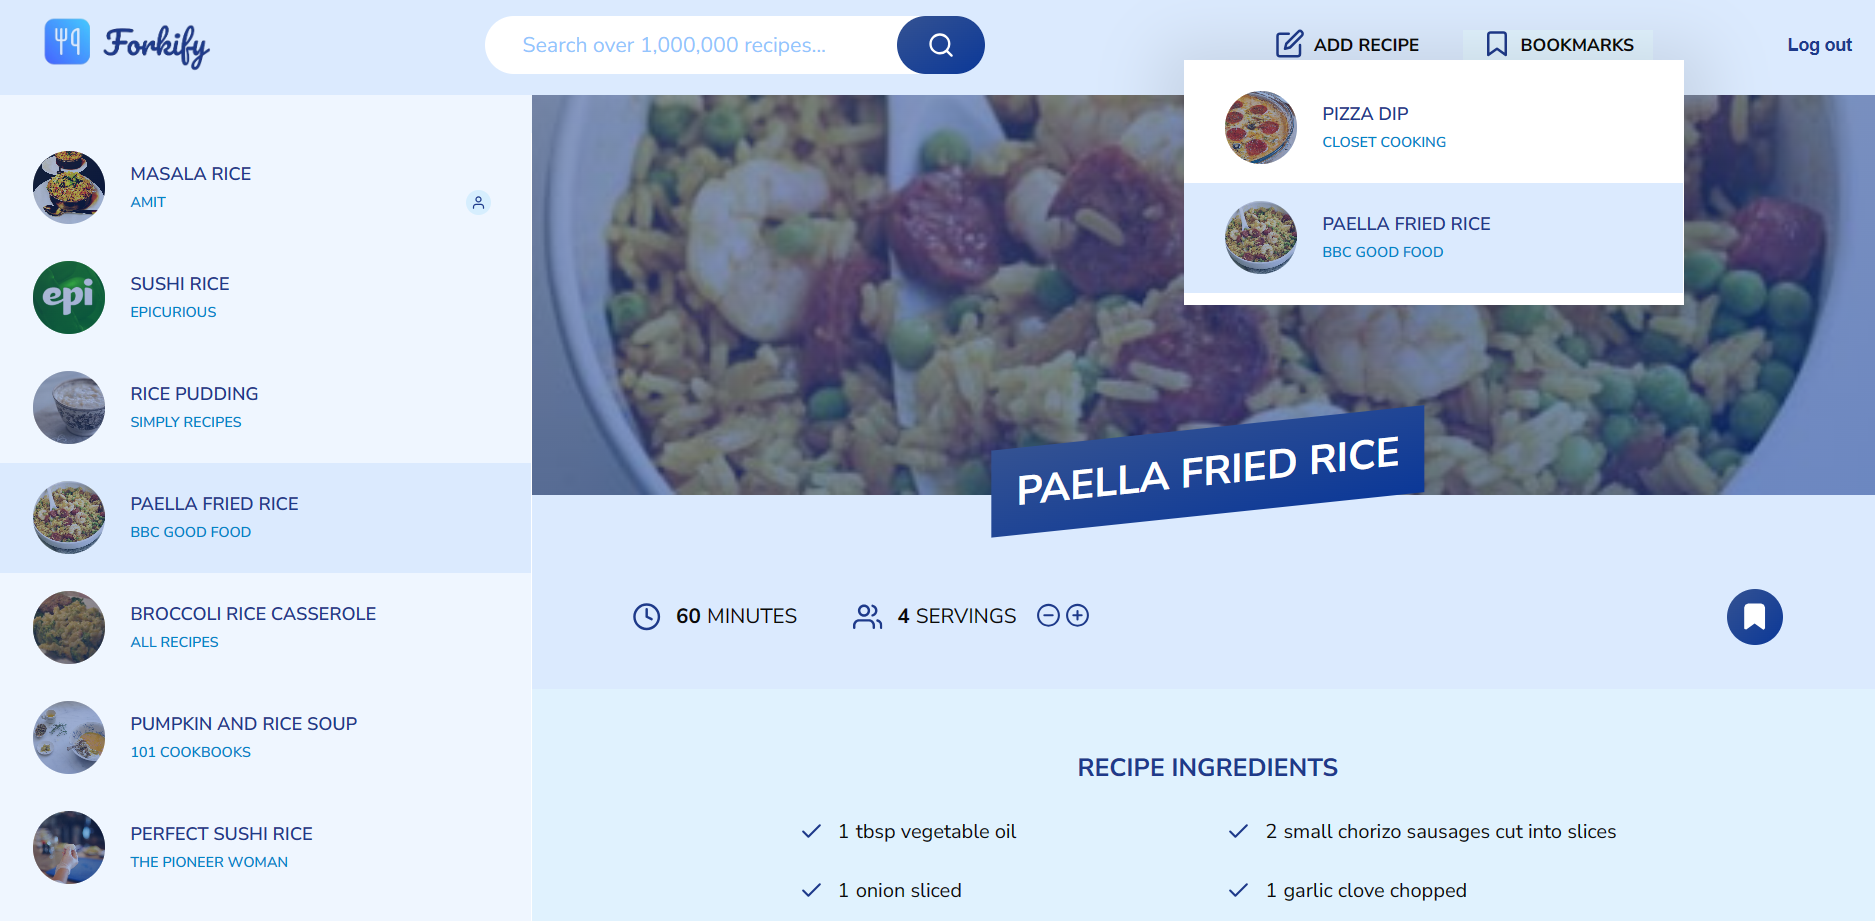 Forkify
Search over 1,000,000 recipes...
ADD RECIPE
BOOKMARKS
Log out
PIZZA DIP
CLOSET COOKING
PAELLA FRIED RICE
BBC GOOD FOOD
MASALA RICE
AMIT
SUSHI RICE
EPICURIOUS
epi
RICE PUDDING
SIMPLY RECIPES
PAELLA FRIED RICE
BBC GOOD FOOD
BROCCOLI RICE CASSEROLE
ALL RECIPES
PUMPKIN AND RICE SOUP
101 COOKBOOKS
PERFECT SUSHI RICE
THE PIONEER WOMAN
PAELLA FRIED RICE
60 MINUTES
4 SERVINGS
RECIPE INGREDIENTS
1 tbsp vegetable oil
2 small chorizo sausages cut into slices
1 onion sliced
1 garlic clove chopped